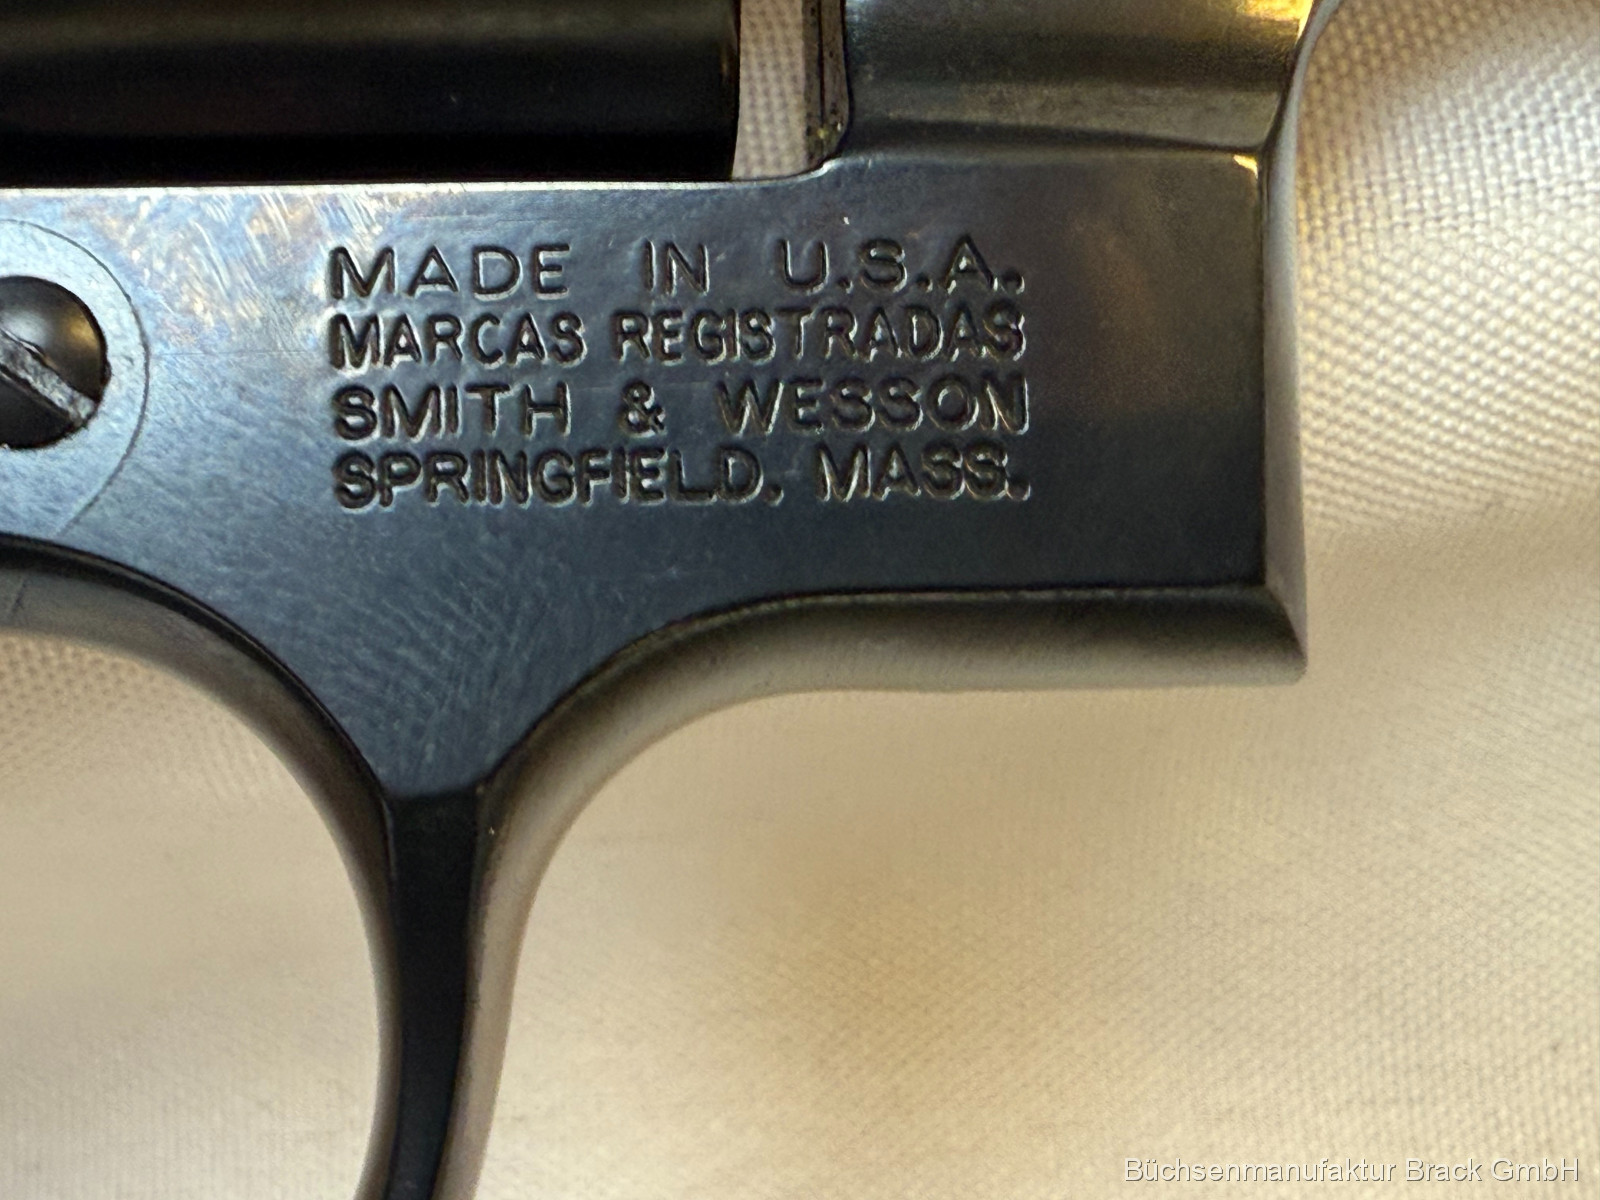 MADE IN U.S.A.
MARCAS REGISTRADAS
SMITH & WESSON
SPRINGFIELD, MASS.
Büchsenmanufaktur Brack GmbH